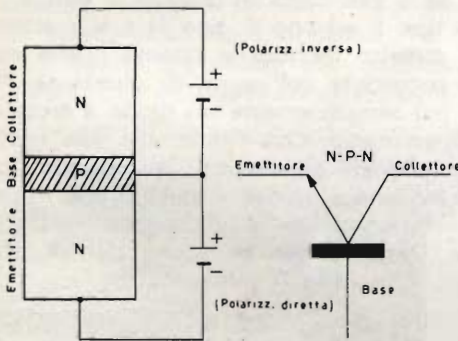 (Polarizz. inversa)
N
+
−
Emettitore Base Collettore
P
N-P-N
Emettitore
Collettore
N
+
−
Base
(Polarizz. diretta)